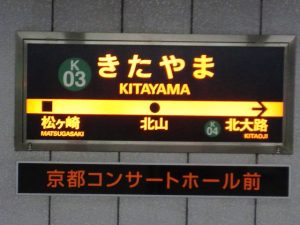 K
03
きたやま
KITAYAMA
松ヶ崎 北山 北大路
MATSUGASAKI K 04 KITAOJI
京都コンサートホール前